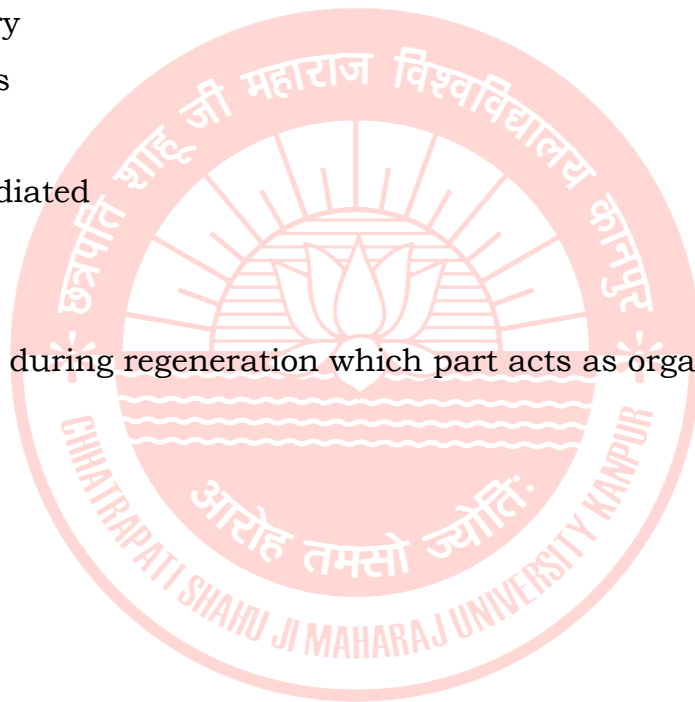 ry
s
diated
during regeneration which part acts as orga
छत्रपति शाहू जी महाराज विश्वविद्यालय कानपुर
आरोह तमसो ज्योतिः
CHHATRAPATI SHAHU JI MAHARAJ UNIVERSITY KANPUR